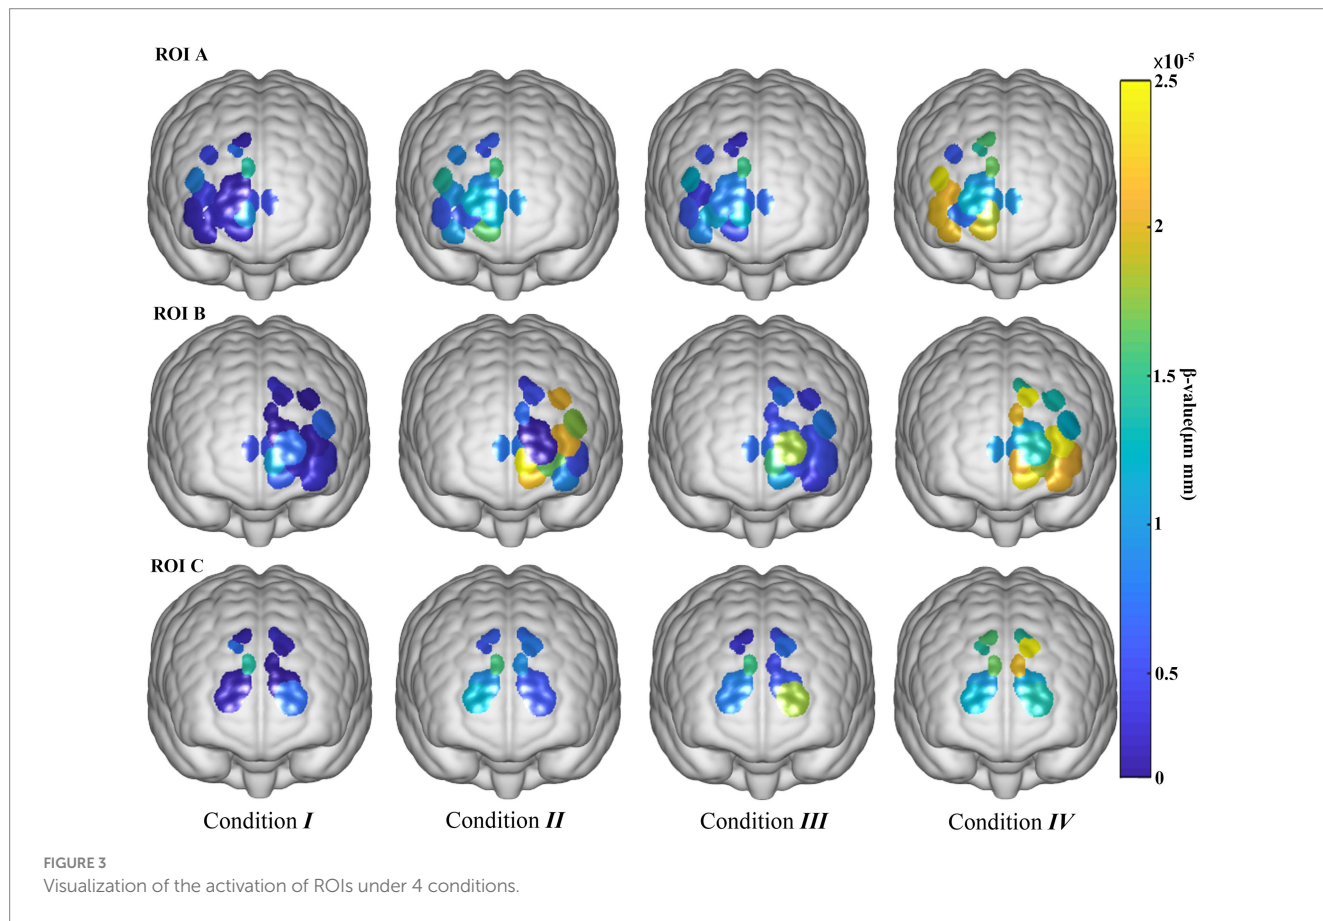 ROI A
×10-5
2.5
2
1.5
1
0.5
0
β-value(μm mm)
ROI B
ROI C
Condition I
Condition II
Condition III
Condition IV
FIGURE 3
Visualization of the activation of ROIs under 4 conditions.